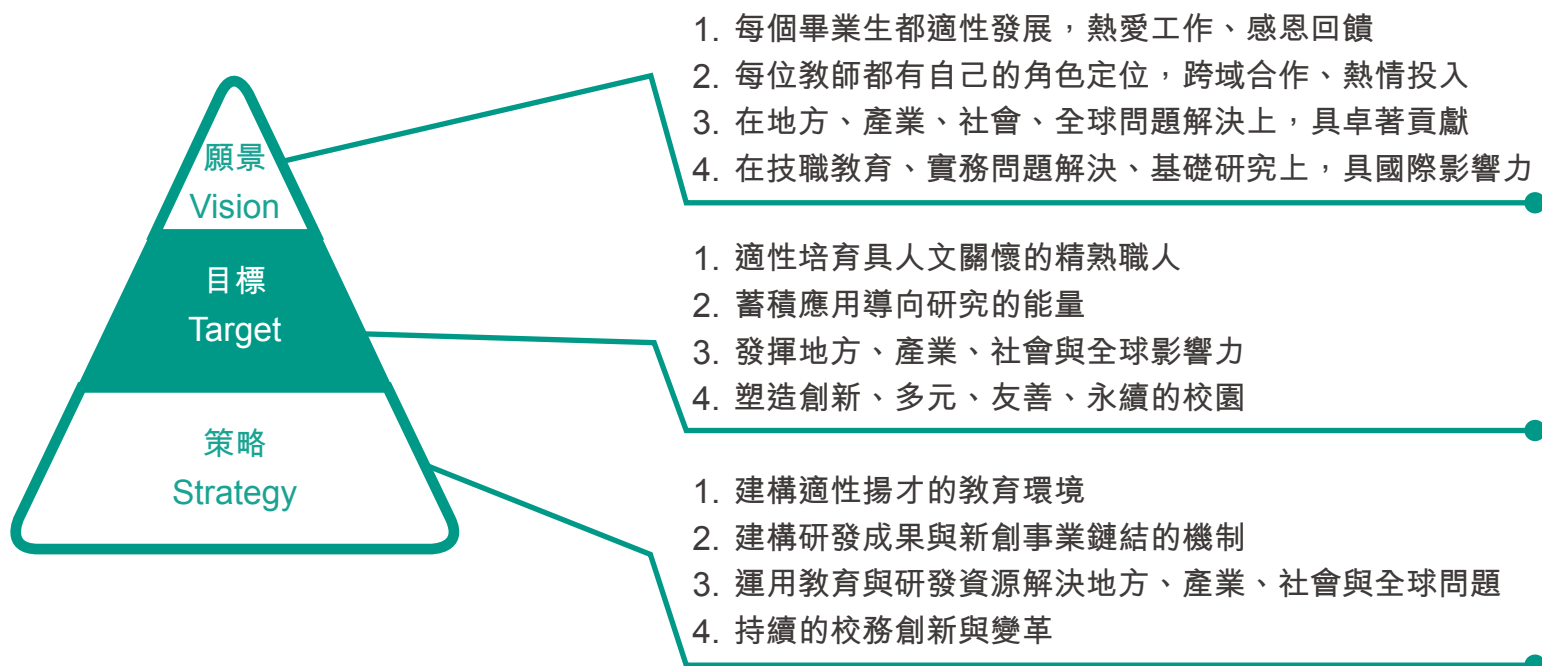 願景
Vision
1. 每個畢業生都適性發展，熱愛工作、感恩回饋
2. 每位教師都有自己的角色定位，跨域合作、熱情投入
3. 在地方、產業、社會、全球問題解決上，具卓著貢獻
4. 在技職教育、實務問題解決、基礎研究上，具國際影響力
目標
Target
1. 適性培育具人文關懷的精熟職人
2. 蓄積應用導向研究的能量
3. 發揮地方、產業、社會與全球影響力
4. 塑造創新、多元、友善、永續的校園
策略
Strategy
1. 建構適性揚才的教育環境
2. 建構研發成果與新創事業鏈結的機制
3. 運用教育與研發資源解決地方、產業、社會與全球問題
4. 持續的校務創新與變革